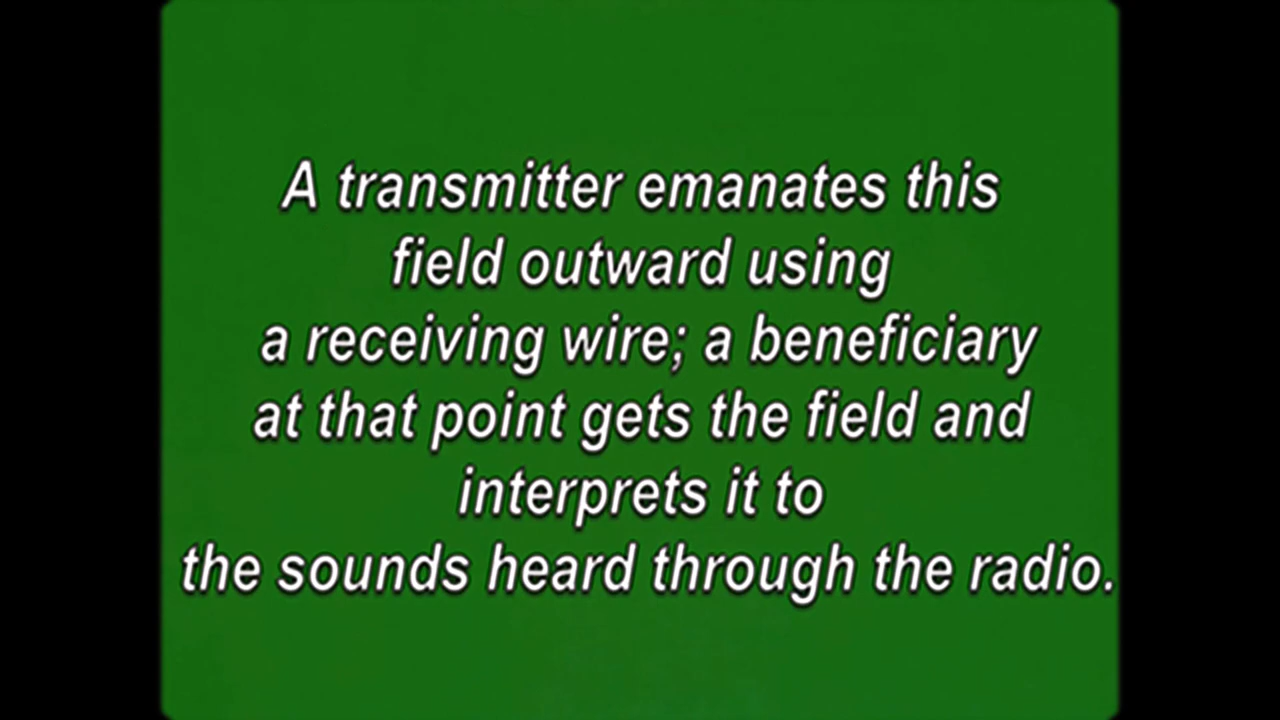 A transmitter emanates this
field outward using
a receiving wire; a beneficiary
at that point gets the field and
interprets it to
the sounds heard through the radio.